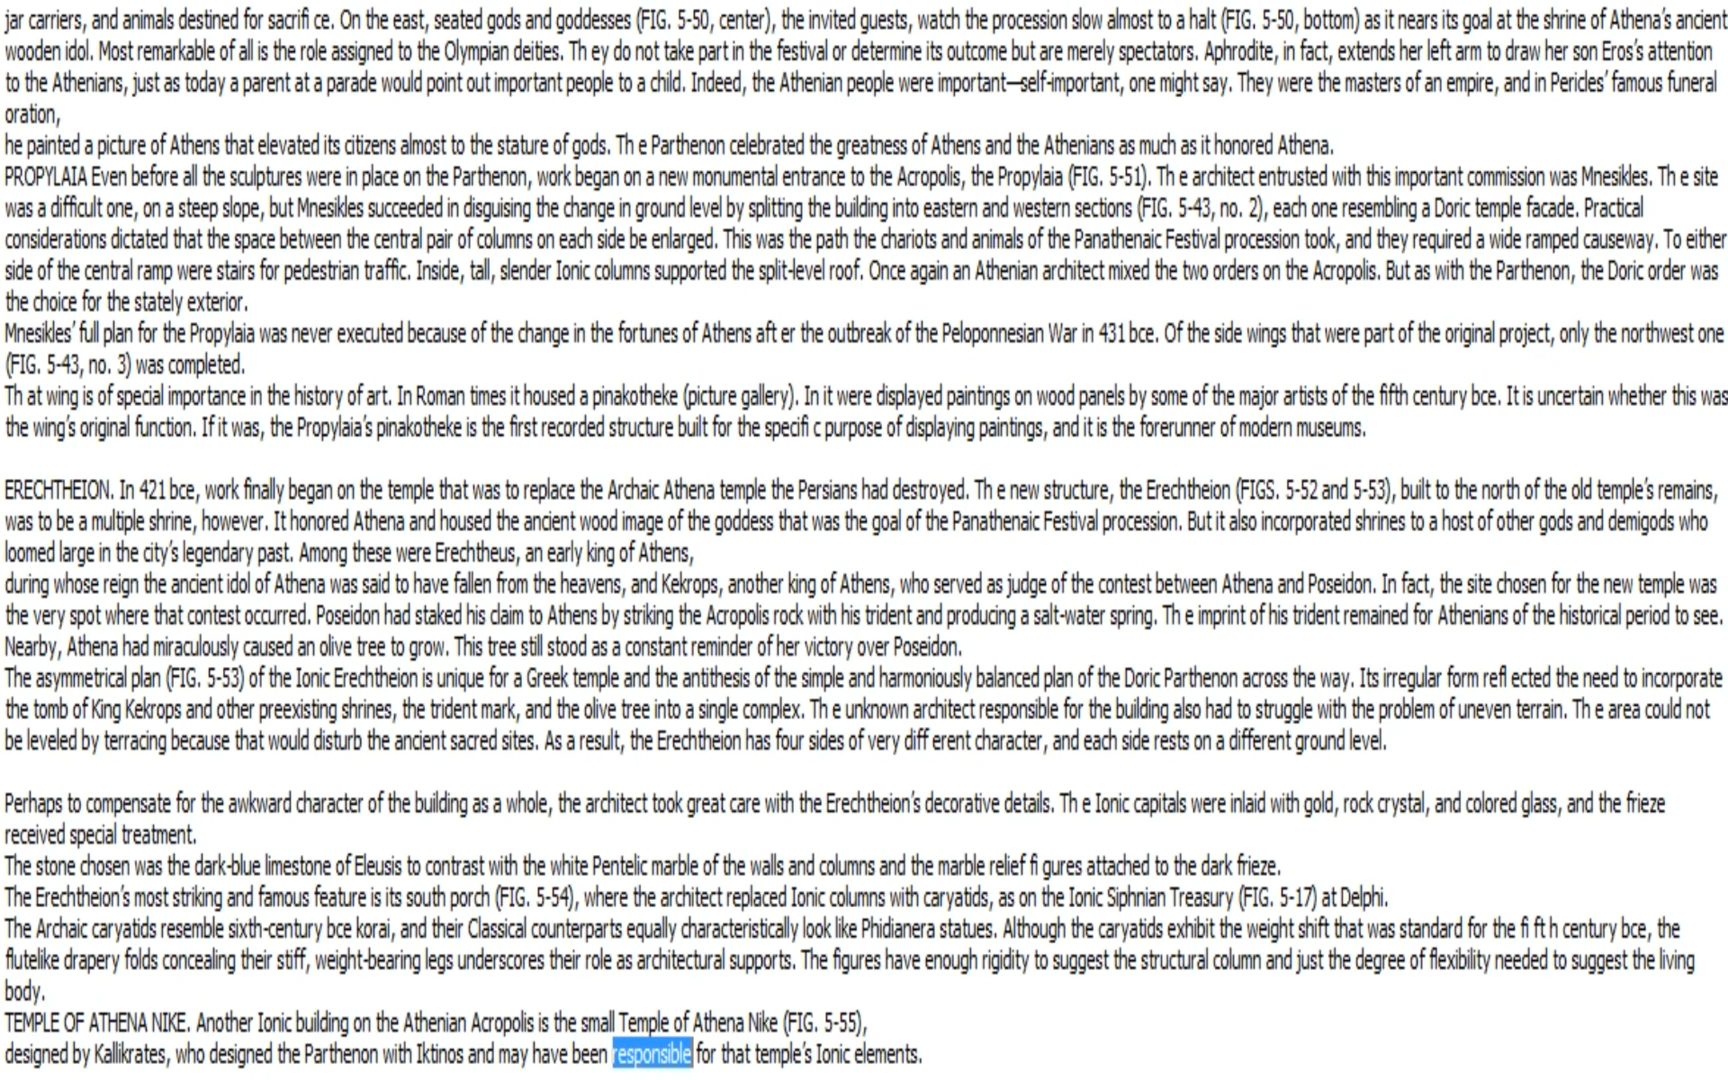 jar carriers, and animals destined for sacrifi ce. On the east, seated gods and goddesses (FIG. 5-50, center), the invited guests, watch the procession slow almost to a halt (FIG. 5-50, bottom) as it nears its goal at the shrine of Athena's ancient
wooden idol. Most remarkable of all is the role assigned to the Olympian deities. Th ey do not take part in the festival or determine its outcome but are merely spectators. Aphrodite, in fact, extends her left arm to draw her son Eros's attention
to the Athenians, just as today a parent at a parade would point out important people to a child. Indeed, the Athenian people were important—self-important, one might say. They were the masters of an empire, and in Pericles' famous funeral
oration,
he painted a picture of Athens that elevated its citizens almost to the stature of gods. Th e Parthenon celebrated the greatness of Athens and the Athenians as much as it honored Athena.
PROPYLAIA Even before all the sculptures were in place on the Parthenon, work began on a new monumental entrance to the Acropolis, the Propylaia (FIG. 5-51). Th e architect entrusted with this important commission was Mnesikles. Th e site
was a difficult one, on a steep slope, but Mnesikles succeeded in disguising the change in ground level by splitting the building into eastern and western sections (FIG. 5-43, no. 2), each one resembling a Doric temple facade. Practical
considerations dictated that the space between the central pair of columns on each side be enlarged. This was the path the chariots and animals of the Panathenaic Festival procession took, and they required a wide ramped causeway. To either
side of the central ramp were stairs for pedestrian traffic. Inside, tall, slender Ionic columns supported the split-level roof. Once again an Athenian architect mixed the two orders on the Acropolis. But as with the Parthenon, the Doric order was
the choice for the stately exterior.
Mnesikles' full plan for the Propylaia was never executed because of the change in the fortunes of Athens aft er the outbreak of the Peloponnesian War in 431 bce. Of the side wings that were part of the original project, only the northwest one
(FIG. 5-43, no. 3) was completed.
Th at wing is of special importance in the history of art. In Roman times it housed a pinakotheke (picture gallery). In it were displayed paintings on wood panels by some of the major artists of the fifth century bce. It is uncertain whether this was
the wing's original function. If it was, the Propylaia's pinakotheke is the first recorded structure built for the specifi c purpose of displaying paintings, and it is the forerunner of modern museums.
ERECHTHEION. In 421 bce, work finally began on the temple that was to replace the Archaic Athena temple the Persians had destroyed. Th e new structure, the Erechtheion (FIGS. 5-52 and 5-53), built to the north of the old temple's remains,
was to be a multiple shrine, however. It honored Athena and housed the ancient wood image of the goddess that was the goal of the Panathenaic Festival procession. But it also incorporated shrines to a host of other gods and demigods who
loomed large in the city's legendary past. Among these were Erechtheus, an early king of Athens,
during whose reign the ancient idol of Athena was said to have fallen from the heavens, and Kekrops, another king of Athens, who served as judge of the contest between Athena and Poseidon. In fact, the site chosen for the new temple was
the very spot where that contest occurred. Poseidon had staked his claim to Athens by striking the Acropolis rock with his trident and producing a salt-water spring. Th e imprint of his trident remained for Athenians of the historical period to see.
Nearby, Athena had miraculously caused an olive tree to grow. This tree still stood as a constant reminder of her victory over Poseidon.
The asymmetrical plan (FIG. 5-53) of the Ionic Erechtheion is unique for a Greek temple and the antithesis of the simple and harmoniously balanced plan of the Doric Parthenon across the way. Its irregular form refl ected the need to incorporate
the tomb of King Kekrops and other preexisting shrines, the trident mark, and the olive tree into a single complex. Th e unknown architect responsible for the building also had to struggle with the problem of uneven terrain. Th e area could not
be leveled by terracing because that would disturb the ancient sacred sites. As a result, the Erechtheion has four sides of very diff erent character, and each side rests on a different ground level.
Perhaps to compensate for the awkward character of the building as a whole, the architect took great care with the Erechtheion's decorative details. Th e Ionic capitals were inlaid with gold, rock crystal, and colored glass, and the frieze
received special treatment.
The stone chosen was the dark-blue limestone of Eleusis to contrast with the white Pentelic marble of the walls and columns and the marble relief fi gures attached to the dark frieze.
The Erechtheion's most striking and famous feature is its south porch (FIG. 5-54), where the architect replaced Ionic columns with caryatids, as on the Ionic Siphnian Treasury (FIG. 5-17) at Delphi.
The Archaic caryatids resemble sixth-century bce korai, and their Classical counterparts equally characteristically look like Phidianera statues. Although the caryatids exhibit the weight shift that was standard for the fi ft h century bce, the
flutelike drapery folds concealing their stiff, weight-bearing legs underscores their role as architectural supports. The figures have enough rigidity to suggest the structural column and just the degree of flexibility needed to suggest the living
body.
TEMPLE OF ATHENA NIKE. Another Ionic building on the Athenian Acropolis is the small Temple of Athena Nike (FIG. 5-55),
designed by Kallikrates, who designed the Parthenon with Iktinos and may have been responsible for that temple's Ionic elements.